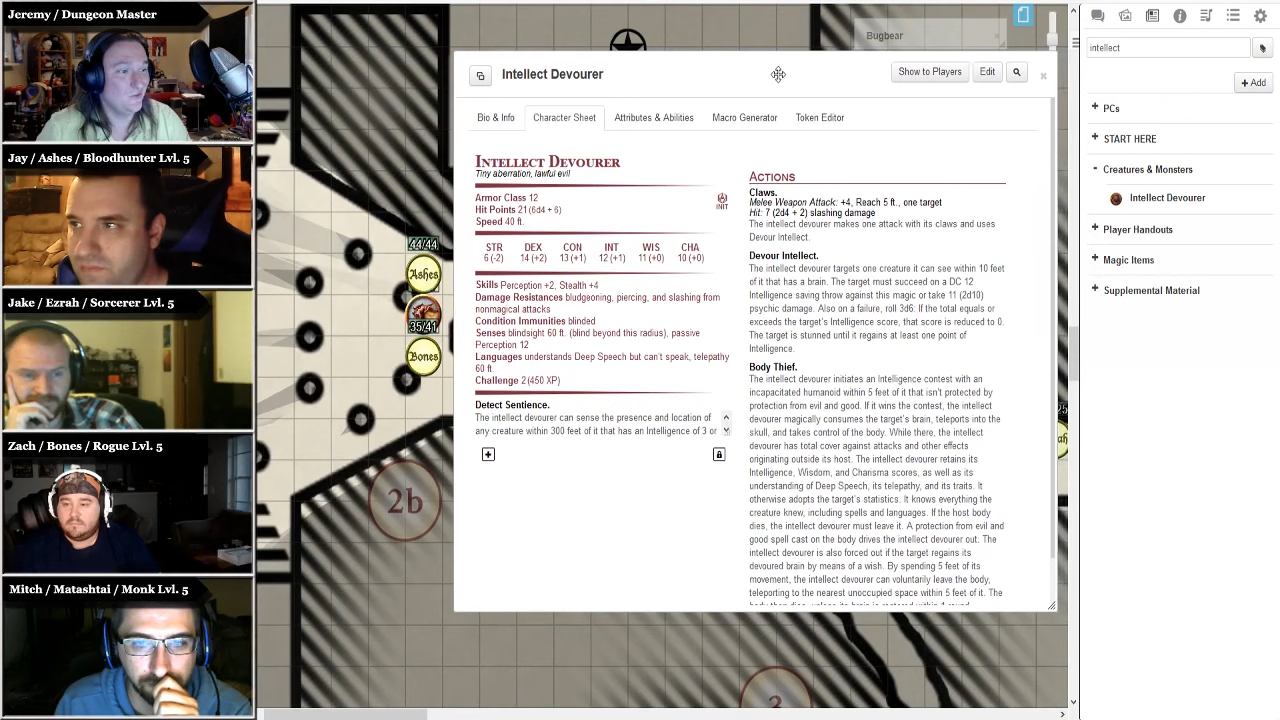 Jeremy / Dungeon Master
Jay / Ashes / Bloodhunter Lvl. 5
Jake / Ezrah / Sorcerer Lvl. 5
Zach / Bones / Rogue Lvl. 5
Mitch / Matashtai / Monk Lvl. 5
44/44
Ashes
35/41
Bones
2b
Bugbear
Intellect Devourer
Show to Players
Edit
Bio & Info
Character Sheet
Attributes & Abilities
Macro Generator
Token Editor
INTELLECT DEVOURER
Tiny aberration, lawful evil
Armor Class 12
Hit Points 21 (6d4 + 6)
Speed 40 ft.
INIT
STR DEX CON INT WIS CHA
6 (-2) 14 (+2) 13 (+1) 12 (+1) 11 (+0) 10 (+0)
Skills Perception +2, Stealth +4
Damage Resistances bludgeoning, piercing, and slashing from
nonmagical attacks
Condition Immunities blinded
Senses blindsight 60 ft. (blind beyond this radius), passive
Perception 12
Languages understands Deep Speech but can't speak, telepathy
60 ft.
Challenge 2 (450 XP)
Detect Sentience.
The intellect devourer can sense the presence and location of
any creature within 300 feet of it that has an Intelligence of 3 or
ACTIONS
Claws.
Melee Weapon Attack: +4, Reach 5 ft., one target
Hit: 7 (2d4 + 2) slashing damage
The intellect devourer makes one attack with its claws and uses
Devour Intellect.
Devour Intellect.
The intellect devourer targets one creature it can see within 10 feet
of it that has a brain. The target must succeed on a DC 12
Intelligence saving throw against this magic or take 11 (2d10)
psychic damage. Also on a failure, roll 3d6: If the total equals or
exceeds the target's Intelligence score, that score is reduced to 0.
The target is stunned until it regains at least one point of
Intelligence.
Body Thief.
The intellect devourer initiates an Intelligence contest with an
incapacitated humanoid within 5 feet of it that isn't protected by
protection from evil and good. If it wins the contest, the intellect
devourer magically consumes the target's brain, teleports into the
skull, and takes control of the body. While there, the intellect
devourer has total cover against attacks and other effects
originating outside its host. The intellect devourer retains its
Intelligence, Wisdom, and Charisma scores, as well as its
understanding of Deep Speech, its telepathy, and its traits. It
otherwise adopts the target's statistics. It knows everything the
creature knew, including spells and languages. If the host body
dies, the intellect devourer must leave it. A protection from evil and
good spell cast on the body drives the intellect devourer out. The
intellect devourer is also forced out if the target regains its
devoured brain by means of a wish. By spending 5 feet of its
movement, the intellect devourer can voluntarily leave the body,
teleporting to the nearest unoccupied space within 5 feet of it. The
body then dies, unless its brain is restored within 1 round.
intellect
+ Add
+ PCs
+ START HERE
- Creatures & Monsters
Intellect Devourer
+ Player Handouts
+ Magic Items
+ Supplemental Material